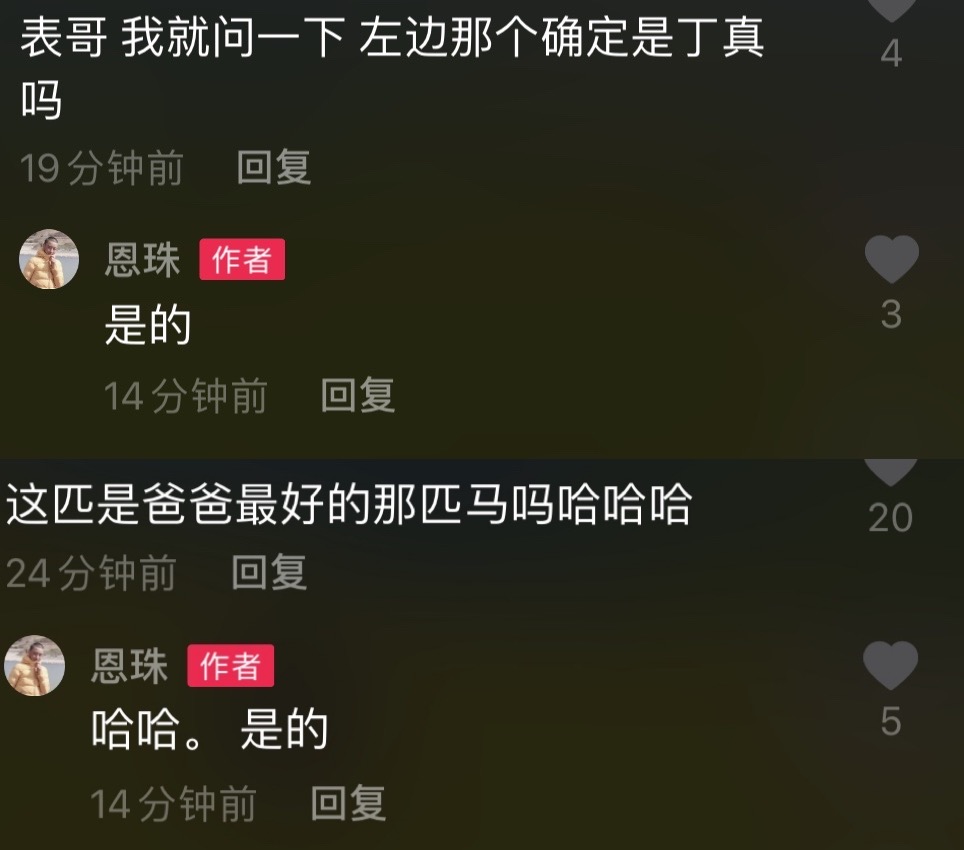 表哥 我就问一下 左边那个确定是丁真
吗
4
19分钟前 回复
恩珠 作者
是的
3
14分钟前 回复
这匹是爸爸最好的那匹马吗哈哈哈
20
24分钟前 回复
恩珠 作者
哈哈。 是的
5
14分钟前 回复